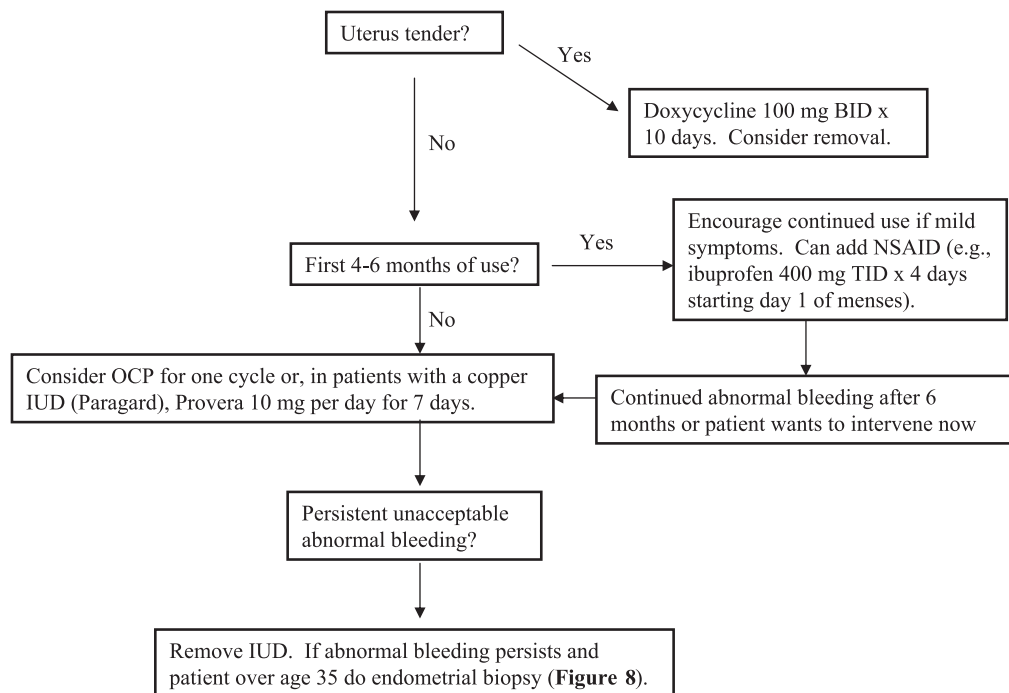 Uterus tender?
Yes
Doxycycline 100 mg BID x
10 days.  Consider removal.
No
First 4-6 months of use?
Yes
Encourage continued use if mild
symptoms.  Can add NSAID (e.g.,
ibuprofen 400 mg TID x 4 days
starting day 1 of menses).
No
Consider OCP for one cycle or, in patients with a copper
IUD (Paragard), Provera 10 mg per day for 7 days.
Continued abnormal bleeding after 6
months or patient wants to intervene now
Persistent unacceptable
abnormal bleeding?
Remove IUD.  If abnormal bleeding persists and
patient over age 35 do endometrial biopsy (Figure 8).